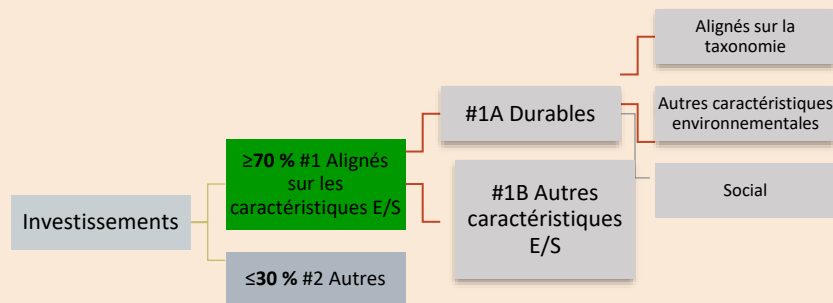 Investissements
≥70 % #1 Alignés
sur les
caractéristiques E/S
≤30 % #2 Autres
#1A Durables
#1B Autres
caractéristiques
E/S
Alignés sur la
taxonomie
Autres caractéristiques
environnementales
Social